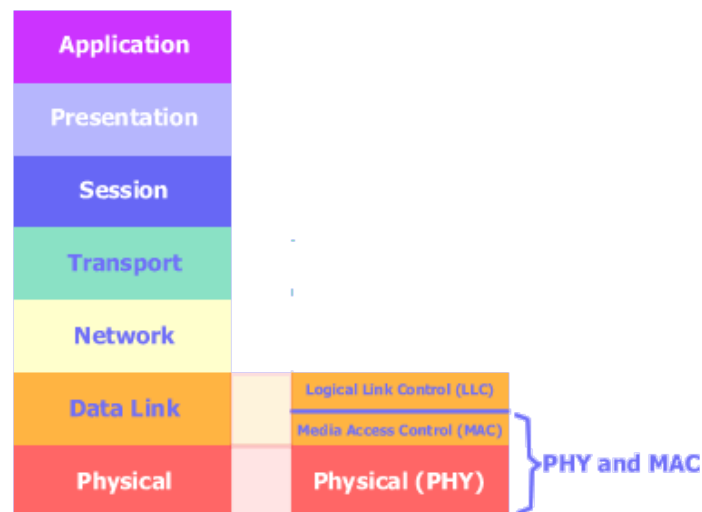 Application
Presentation
Session
Transport
Network
Data Link
Logical Link Control (LLC)
Media Access Control (MAC)
PHY and MAC
Physical
Physical (PHY)